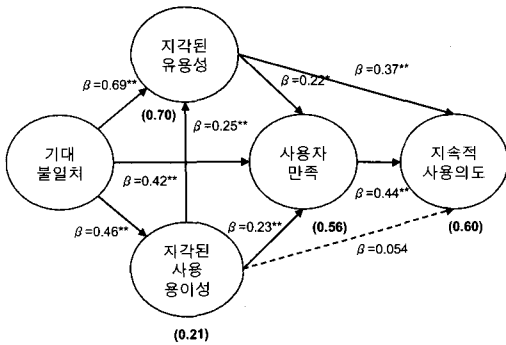 지각된
유용성
β=0.69**
(0.70)
β=0.22*
β=0.37**
β=0.25**
기대
불일치
사용자
만족
지속적
사용의도
β=0.42**
β=0.44**
β=0.46**
β=0.23**
(0.56)
(0.60)
지각된
사용
용이성
β=0.054
(0.21)